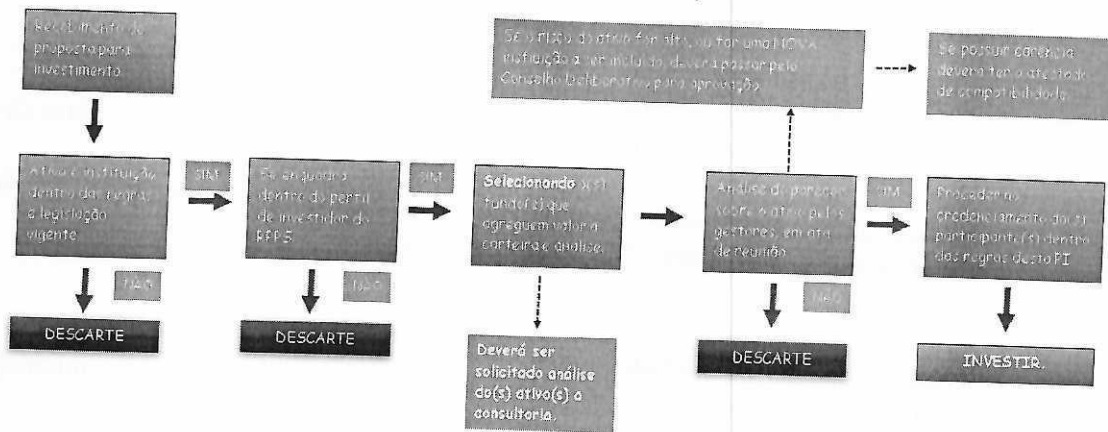 Recebimento de
proposta para
investimento.
Se o risco do ativo for alto, ou for uma NOVA
instituição a ser incluída, deverá passar pelo
Conselho Deliberativo para aprovação
Se possuir carência
deverá ter o atestado
de compatibilidade.
Ativo e instituição
dentro das regras
a legislação
vigente
SIM
Se enquadra
dentro do perfil
de investidor do
RPPS
SIM
Selecionando o(s)
fundo(s) que
agreguem valor a
carteira e análise.
Análise do parecer
sobre o ativo pelos
gestores, em ata
de reunião
SIM
Proceder ao
credenciamento do(s)
participante(s) dentro
das regras desta PI
NÃO
NÃO
NÃO
DESCARTE
DESCARTE
Deverá ser
solicitado análise
do(s) ativo(s) a
consultoria.
DESCARTE
INVESTIR.